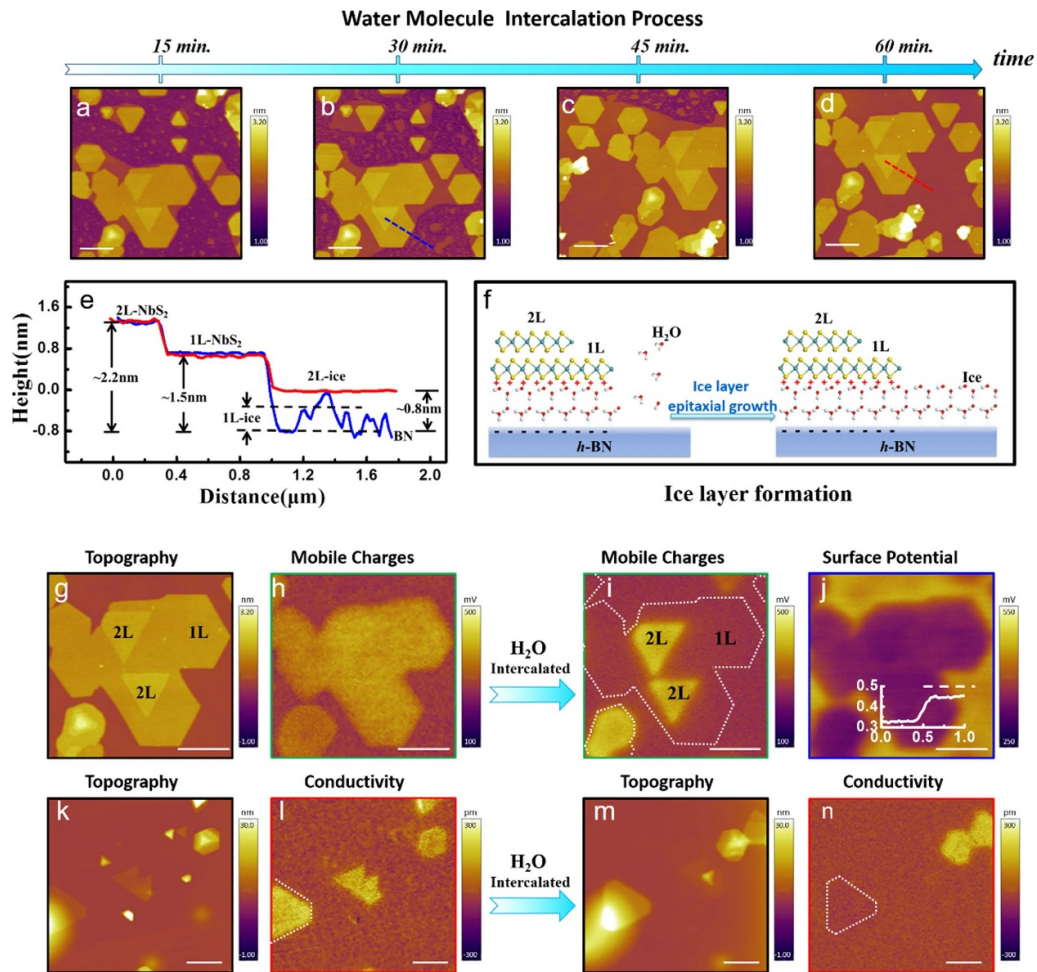 Water Molecule Intercalation Process
15 min. 30 min. 45 min. 60 min. time
a b c d
nm nm nm nm
3.20 3.20 3.20 3.20
1.00 1.00 1.00 1.00
e
Height(nm)
1.6
0.8
0.0
-0.8
2L-NbS₂
1L-NbS₂
2L-ice
~2.2nm
~1.5nm
1L-ice
~0.8nm
BN
0.0 0.4 0.8 1.2 1.6 2.0
Distance(μm)
f
2L
1L
H₂O
Ice layer
epitaxial growth
2L
1L
Ice
+ + + + + + + +
+ + + + + + + +
- - - - - - - -
- - - - - - - -
h-BN h-BN
Ice layer formation
Topography Mobile Charges Mobile Charges Surface Potential
g h i j
nm mV mV mV
3.20 500 500 550
2L 1L
2L
H₂O
Intercalated
2L 1L
2L
0.5
0.4
0.3
0.0 0.5 1.0
-1.00 100 100 250
Topography Conductivity Topography Conductivity
k l m n
nm pm nm pm
30.0 300 30.0 300
H₂O
Intercalated
-1.00 -300 -1.00 -300